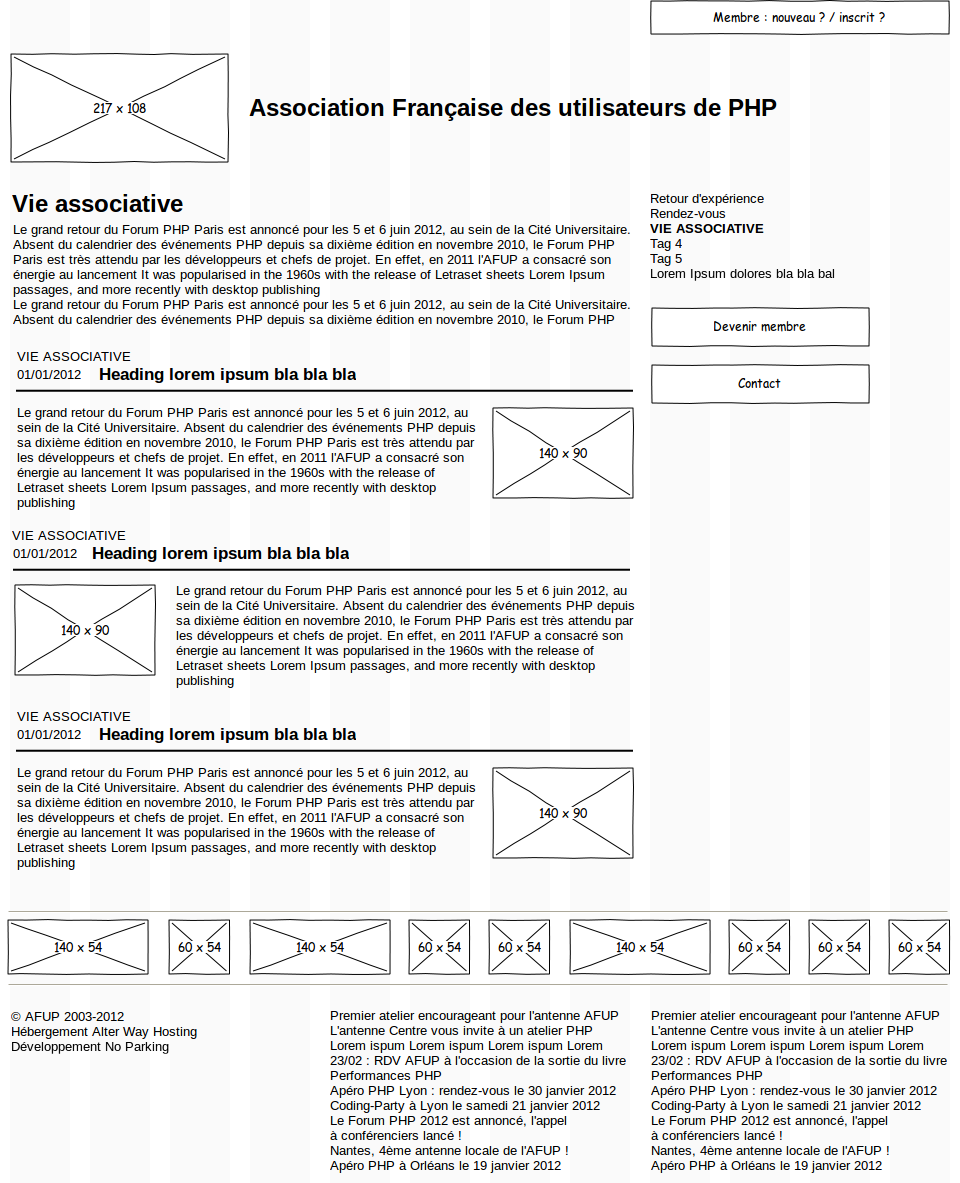 Membre : nouveau ? / inscrit ?
217 x 108
Association Française des utilisateurs de PHP
Vie associative
Le grand retour du Forum PHP Paris est annoncé pour les 5 et 6 juin 2012, au sein de la Cité Universitaire.
Absent du calendrier des événements PHP depuis sa dixième édition en novembre 2010, le Forum PHP
Paris est très attendu par les développeurs et chefs de projet. En effet, en 2011 l'AFUP a consacré son
énergie au lancement It was popularised in the 1960s with the release of Letraset sheets Lorem Ipsum
passages, and more recently with desktop publishing
Le grand retour du Forum PHP Paris est annoncé pour les 5 et 6 juin 2012, au sein de la Cité Universitaire.
Absent du calendrier des événements PHP depuis sa dixième édition en novembre 2010, le Forum PHP
Retour d'expérience
Rendez-vous
VIE ASSOCIATIVE
Tag 4
Tag 5
Lorem Ipsum dolores bla bla bal
Devenir membre
Contact
VIE ASSOCIATIVE
01/01/2012 Heading lorem ipsum bla bla bla
Le grand retour du Forum PHP Paris est annoncé pour les 5 et 6 juin 2012, au
sein de la Cité Universitaire. Absent du calendrier des événements PHP depuis
sa dixième édition en novembre 2010, le Forum PHP Paris est très attendu par
les développeurs et chefs de projet. En effet, en 2011 l'AFUP a consacré son
énergie au lancement It was popularised in the 1960s with the release of
Letraset sheets Lorem Ipsum passages, and more recently with desktop
publishing
140 x 90
VIE ASSOCIATIVE
01/01/2012 Heading lorem ipsum bla bla bla
140 x 90
Le grand retour du Forum PHP Paris est annoncé pour les 5 et 6 juin 2012, au
sein de la Cité Universitaire. Absent du calendrier des événements PHP depuis
sa dixième édition en novembre 2010, le Forum PHP Paris est très attendu par
les développeurs et chefs de projet. En effet, en 2011 l'AFUP a consacré son
énergie au lancement It was popularised in the 1960s with the release of
Letraset sheets Lorem Ipsum passages, and more recently with desktop
publishing
VIE ASSOCIATIVE
01/01/2012 Heading lorem ipsum bla bla bla
Le grand retour du Forum PHP Paris est annoncé pour les 5 et 6 juin 2012, au
sein de la Cité Universitaire. Absent du calendrier des événements PHP depuis
sa dixième édition en novembre 2010, le Forum PHP Paris est très attendu par
les développeurs et chefs de projet. En effet, en 2011 l'AFUP a consacré son
énergie au lancement It was popularised in the 1960s with the release of
Letraset sheets Lorem Ipsum passages, and more recently with desktop
publishing
140 x 90
140 x 54 60 x 54 140 x 54 60 x 54 60 x 54 140 x 54 60 x 54 60 x 54 60 x 54
© AFUP 2003-2012
Hébergement Alter Way Hosting
Développement No Parking
Premier atelier encourageant pour l'antenne AFUP
L'antenne Centre vous invite à un atelier PHP
Lorem ispum Lorem ispum Lorem ispum Lorem
23/02 : RDV AFUP à l'occasion de la sortie du livre
Performances PHP
Apéro PHP Lyon : rendez-vous le 30 janvier 2012
Coding-Party à Lyon le samedi 21 janvier 2012
Le Forum PHP 2012 est annoncé, l'appel
à conférenciers lancé !
Nantes, 4ème antenne locale de l'AFUP !
Apéro PHP à Orléans le 19 janvier 2012
Premier atelier encourageant pour l'antenne AFUP
L'antenne Centre vous invite à un atelier PHP
Lorem ispum Lorem ispum Lorem ispum Lorem
23/02 : RDV AFUP à l'occasion de la sortie du livre
Performances PHP
Apéro PHP Lyon : rendez-vous le 30 janvier 2012
Coding-Party à Lyon le samedi 21 janvier 2012
Le Forum PHP 2012 est annoncé, l'appel
à conférenciers lancé !
Nantes, 4ème antenne locale de l'AFUP !
Apéro PHP à Orléans le 19 janvier 2012